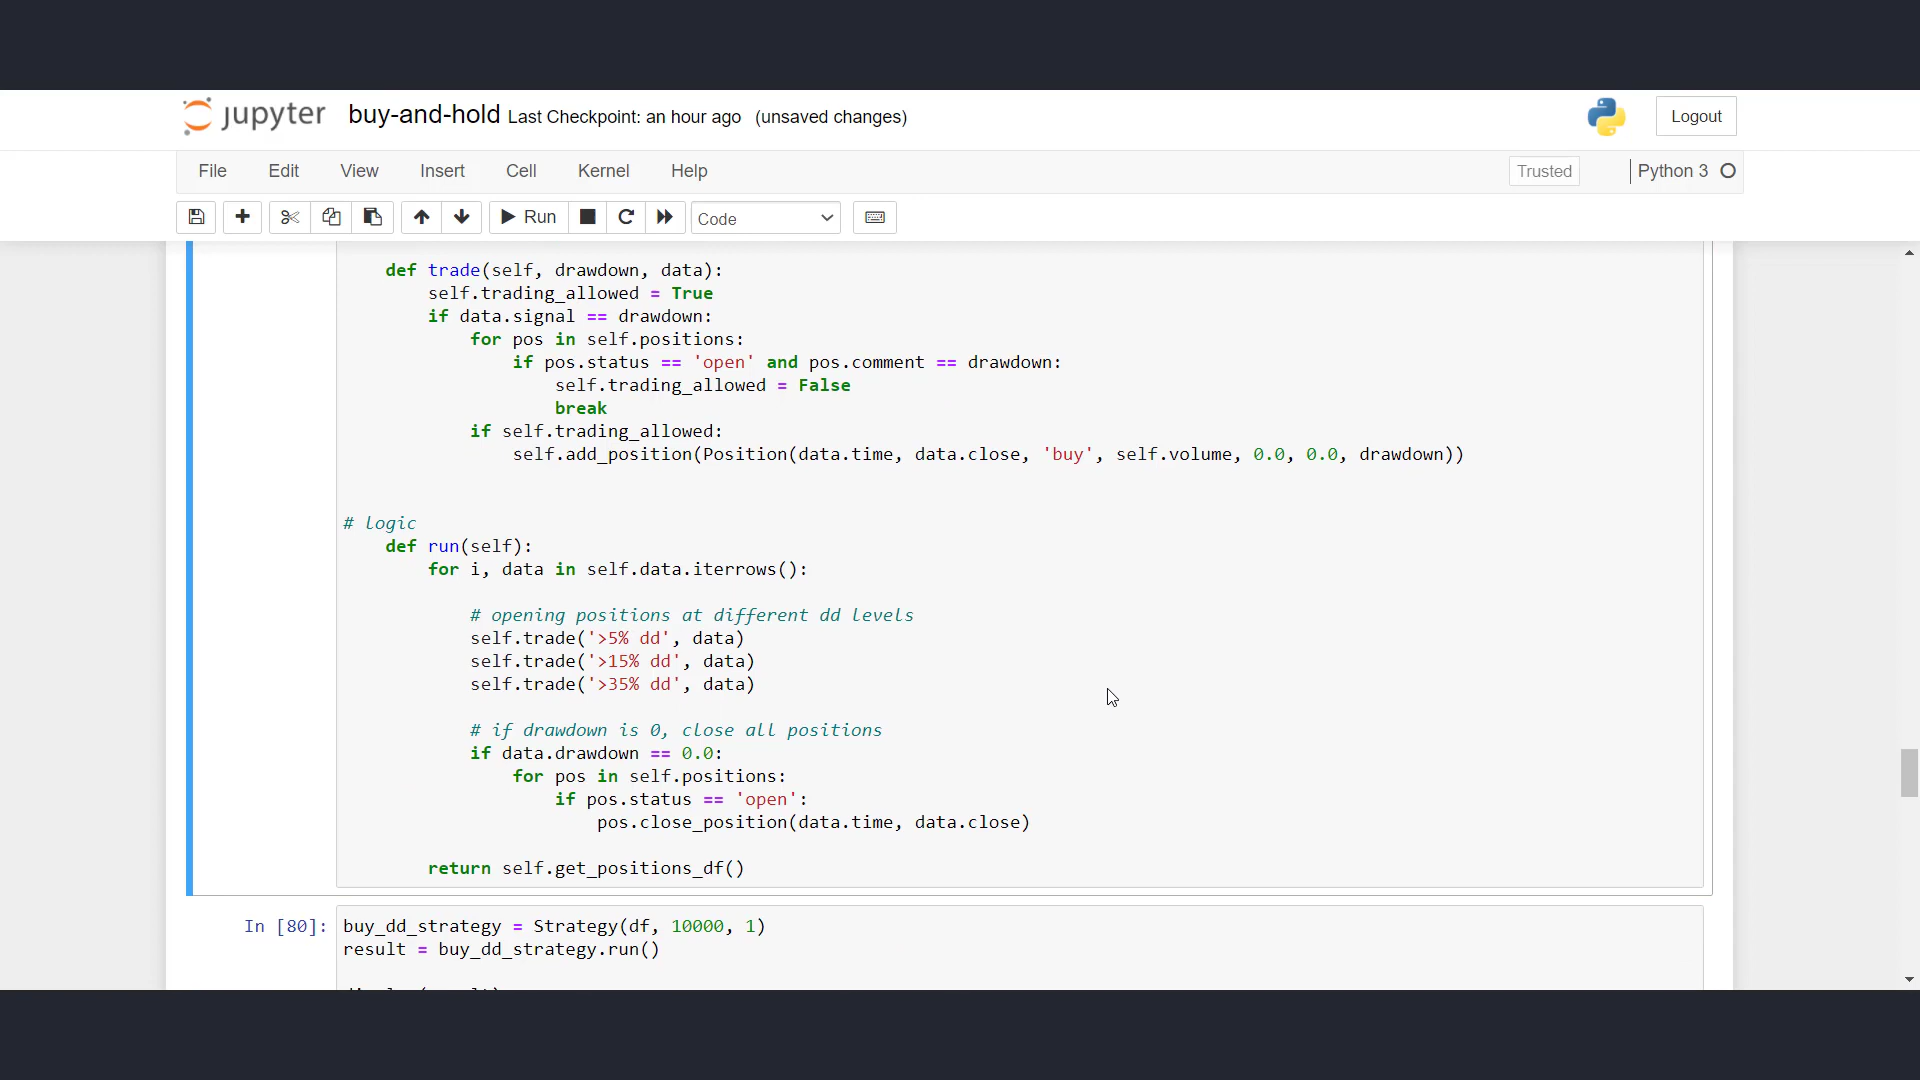 jupyter buy-and-hold Last Checkpoint: an hour ago (unsaved changes) Logout
File Edit View Insert Cell Kernel Help Trusted Python 3
Run Code
def trade(self, drawdown, data):
self.trading_allowed = True
if data.signal == drawdown:
for pos in self.positions:
if pos.status == 'open' and pos.comment == drawdown:
self.trading_allowed = False
break
if self.trading_allowed:
self.add_position(Position(data.time, data.close, 'buy', self.volume, 0.0, 0.0, drawdown))
# logic
def run(self):
for i, data in self.data.iterrows():
# opening positions at different dd levels
self.trade('>5% dd', data)
self.trade('>15% dd', data)
self.trade('>35% dd', data)
# if drawdown is 0, close all positions
if data.drawdown == 0.0:
for pos in self.positions:
if pos.status == 'open':
pos.close_position(data.time, data.close)
return self.get_positions_df()
In [80]: buy_dd_strategy = Strategy(df, 10000, 1)
result = buy_dd_strategy.run()